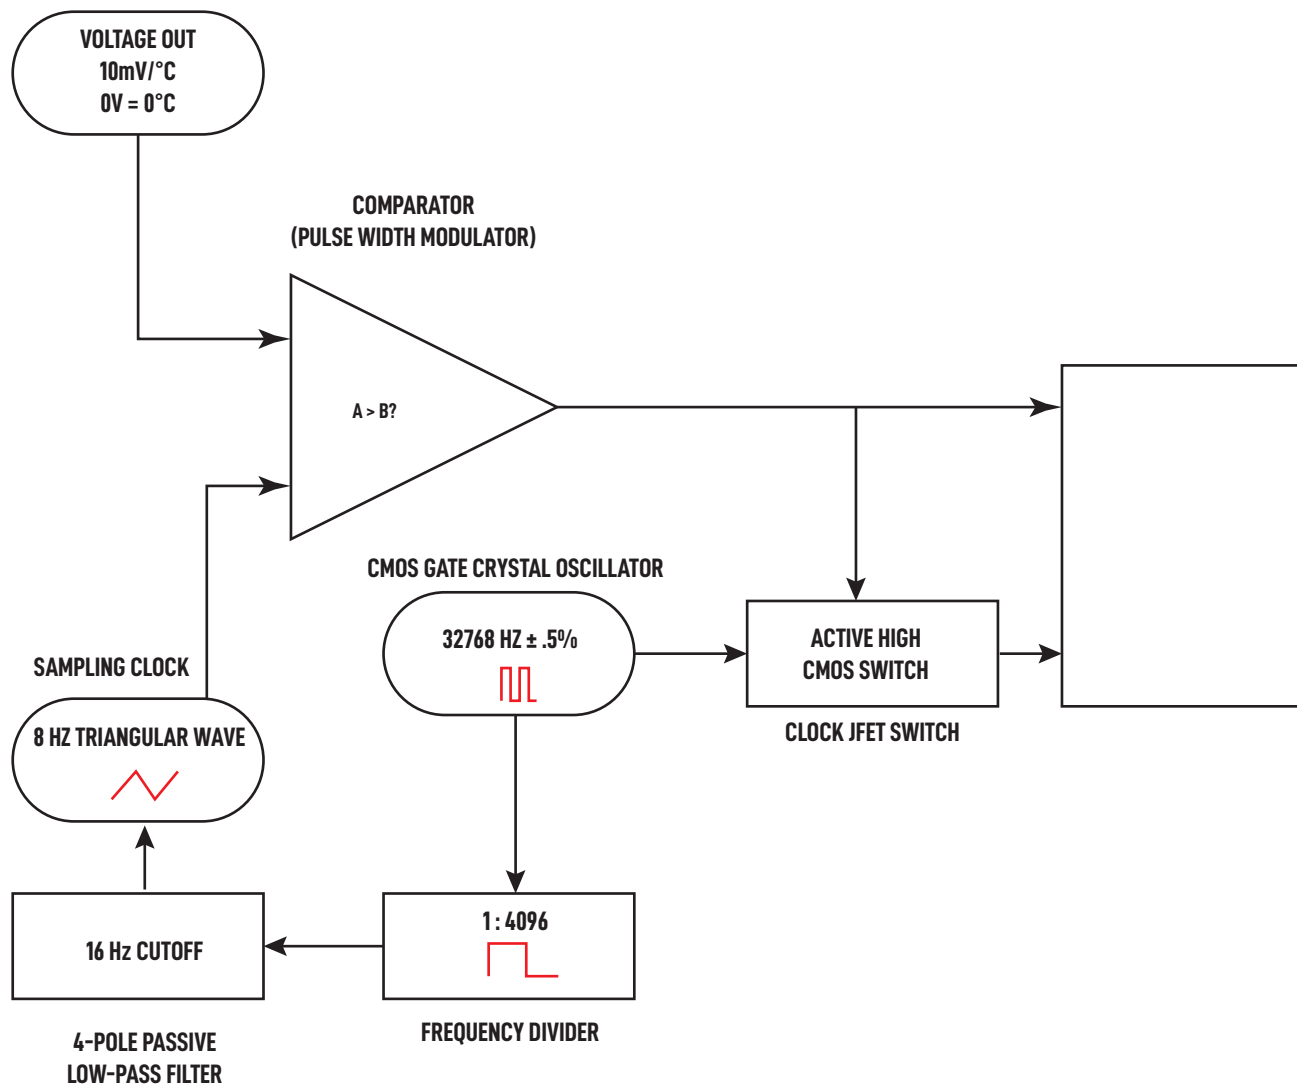 VOLTAGE OUT
10mV/°C
0V = 0°C
COMPARATOR
(PULSE WIDTH MODULATOR)
A > B?
CMOS GATE CRYSTAL OSCILLATOR
32768 HZ ± .5%
ACTIVE HIGH
CMOS SWITCH
CLOCK JFET SWITCH
SAMPLING CLOCK
8 HZ TRIANGULAR WAVE
16 Hz CUTOFF
1 : 4096
4-POLE PASSIVE
LOW-PASS FILTER
FREQUENCY DIVIDER